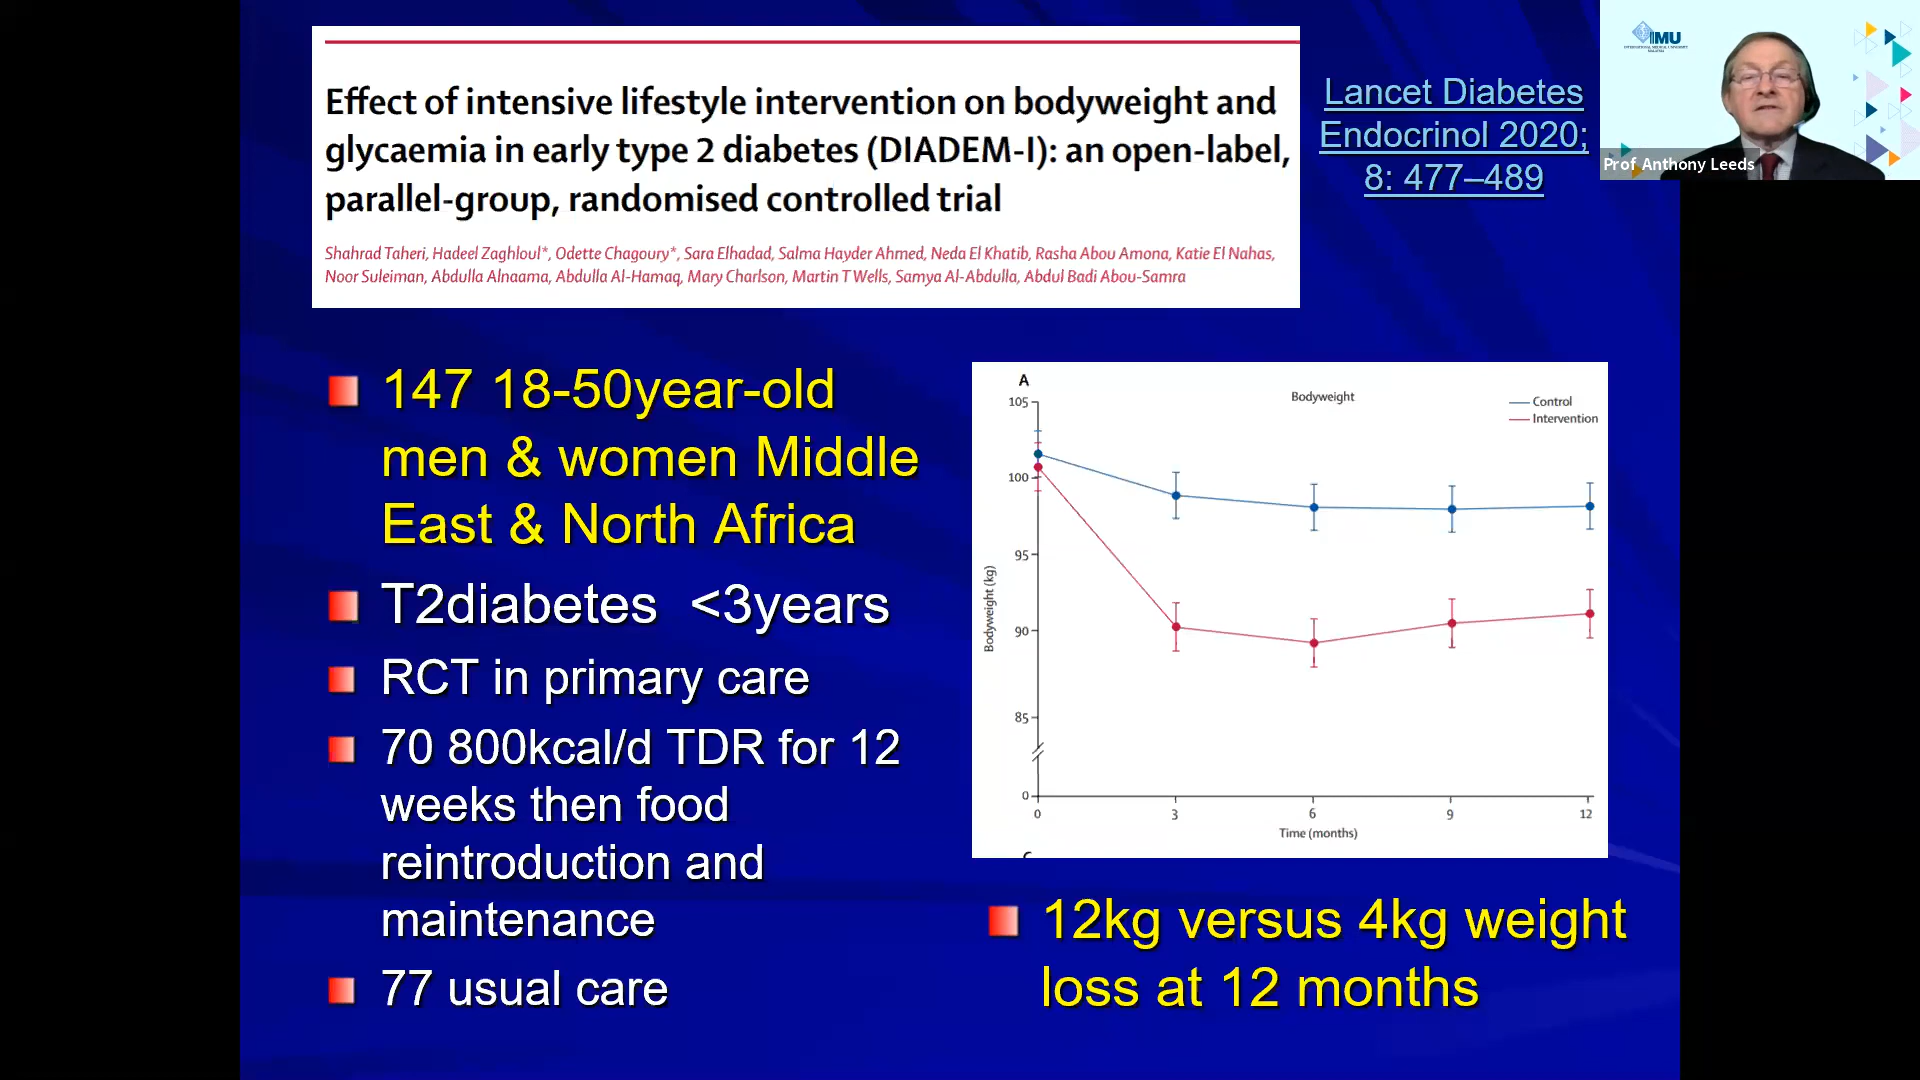 Effect of intensive lifestyle intervention on bodyweight and
glycaemia in early type 2 diabetes (DIADEM-I): an open-label,
parallel-group, randomised controlled trial
Shahrad Taheri, Hadeel Zaghloul*, Odette Chagoury*, Sara Elhadad, Salma Hayder Ahmed, Neda El Khatib, Rasha Abou Amona, Katie El Nahas,
Noor Suleiman, Abdulla Alnaama, Abdulla Al-Hamaq, Mary Charlson, Martin T Wells, Samya Al-Abdulla, Abdul Badi Abou-Samra
Lancet Diabetes
Endocrinol 2020;
8: 477–489
IMU
INTERNATIONAL MEDICAL UNIVERSITY
MALAYSIA
Prof Anthony Leeds
147 18-50year-old
men & women Middle
East & North Africa
T2diabetes <3years
RCT in primary care
70 800kcal/d TDR for 12
weeks then food
reintroduction and
maintenance
77 usual care
A
Bodyweight
Control
Intervention
105
100
95
90
85
0
Bodyweight (kg)
0 3 6 9 12
Time (months)
12kg versus 4kg weight
loss at 12 months